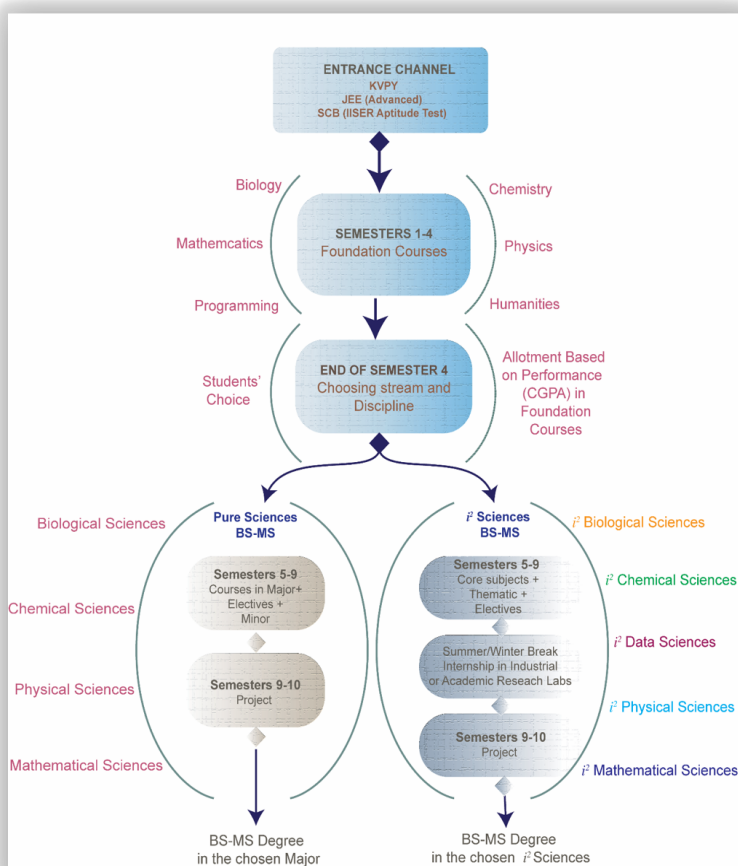 ENTRANCE CHANNEL
KVPY
JEE (Advanced)
SCB (IISER Aptitude Test)
Biology
Mathemcatics
Programming
SEMESTERS 1-4
Foundation Courses
Chemistry
Physics
Humanities
Students'
Choice
END OF SEMESTER 4
Choosing stream and
Discipline
Allotment Based
on Performance
(CGPA) in
Foundation
Courses
Biological Sciences
Chemical Sciences
Physical Sciences
Mathematical Sciences
Pure Sciences
BS-MS
Semesters 5-9
Courses in Major+
Electives +
Minor
Semesters 9-10
Project
BS-MS Degree
in the chosen Major
i² Sciences
BS-MS
Semesters 5-9
Core subjects +
Thematic +
Electives
Summer/Winter Break
Internship in Industrial
or Academic Reseach Labs
Semesters 9-10
Project
BS-MS Degree
in the chosen i² Sciences
i² Biological Sciences
i² Chemical Sciences
i² Data Sciences
i² Physical Sciences
i² Mathematical Sciences